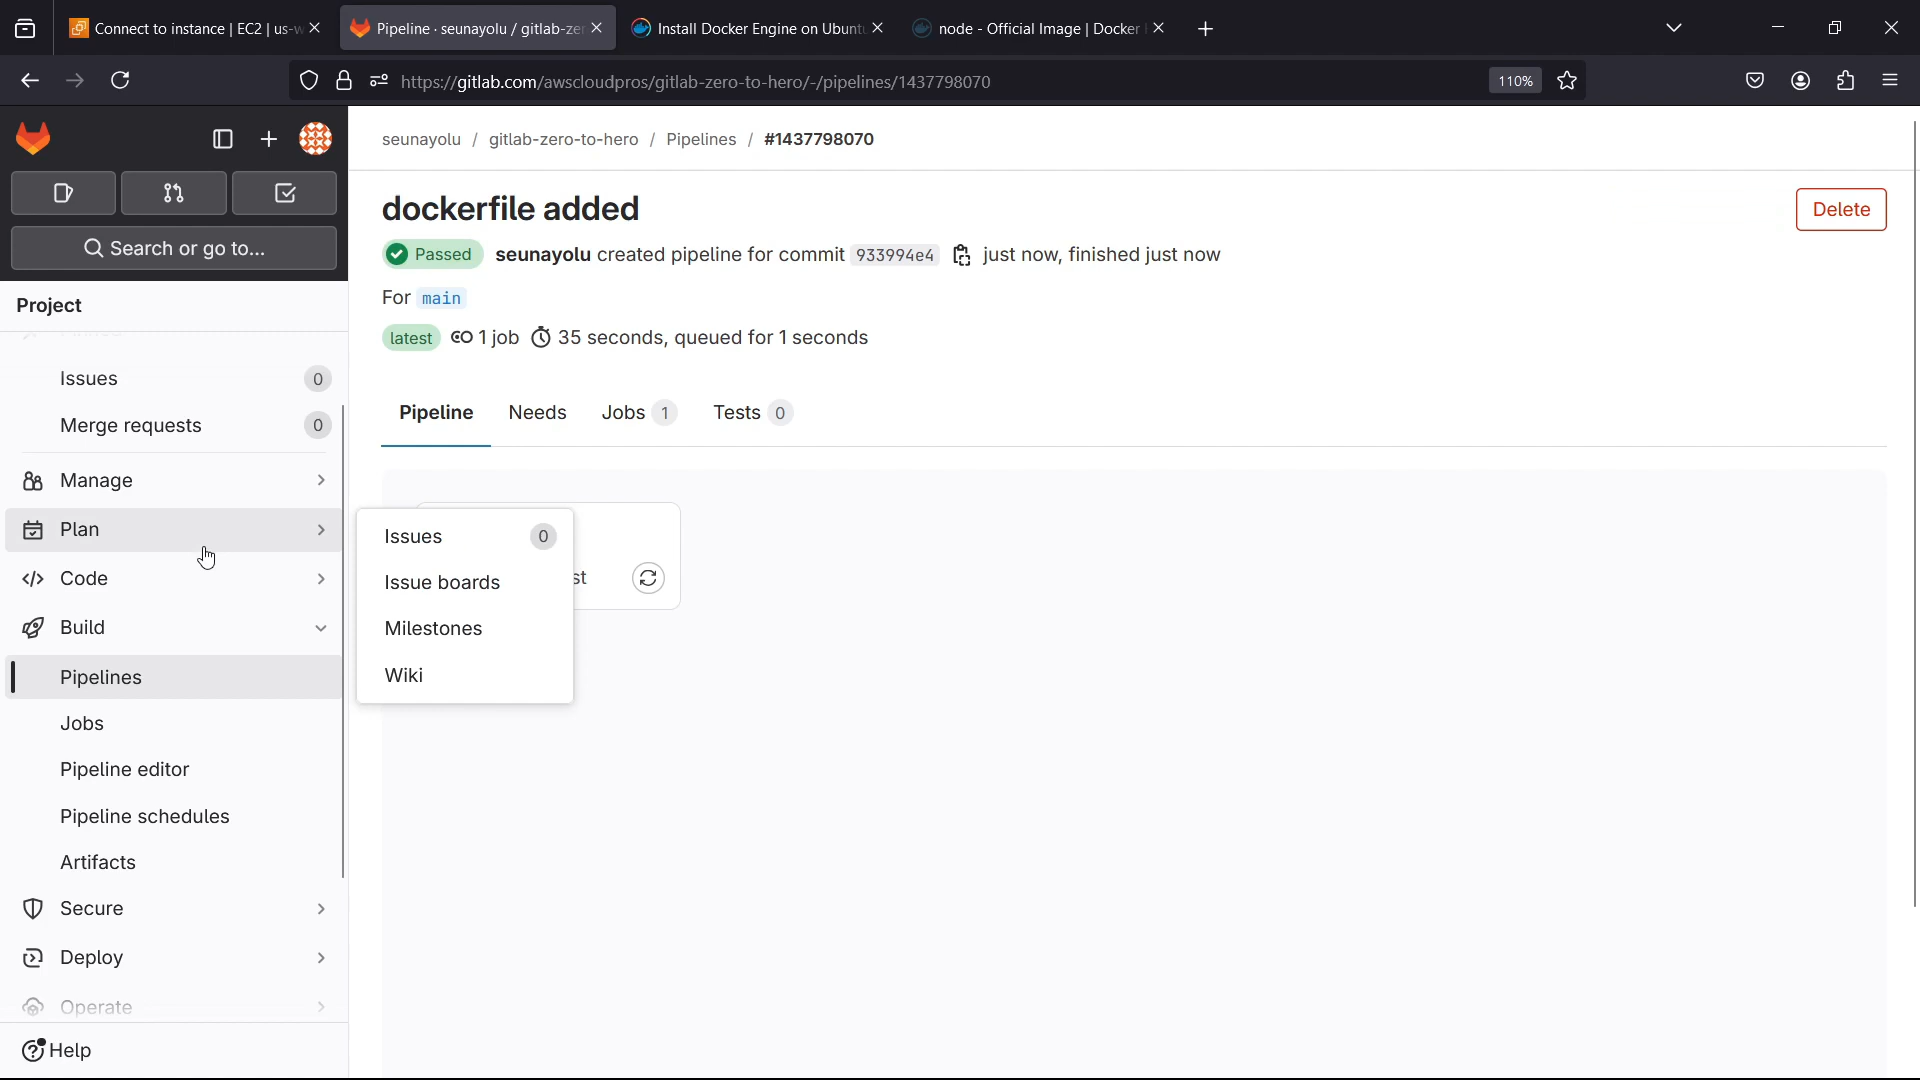 Connect to instance | EC2 | us-w
Pipeline · seunayolu / gitlab-ze
Install Docker Engine on Ubunt
node - Official Image | Docker
https://gitlab.com/awscloudpros/gitlab-zero-to-hero/-/pipelines/1437798070
110%
seunayolu / gitlab-zero-to-hero / Pipelines / #1437798070
Search or go to...
Project
Issues 0
Merge requests 0
Manage
Plan
Code
Build
Pipelines
Jobs
Pipeline editor
Pipeline schedules
Artifacts
Secure
Deploy
Operate
Help
dockerfile added
Delete
Passed seunayolu created pipeline for commit 933994e4 just now, finished just now
For main
latest 1 job 35 seconds, queued for 1 seconds
Pipeline Needs Jobs 1 Tests 0
Issues 0
Issue boards
Milestones
Wiki
st